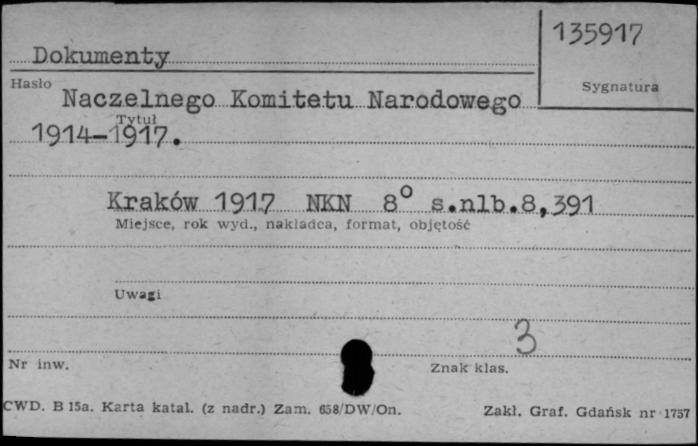 135917
Dokumenty
Hasło
Sygnatura
Naczelnego Komitetu Narodowego
Tytuł
1914-1917.
Kraków 1917 NKN 8° s.nlb.8,391
Miejsce, rok wyd., nakładca, format, objętość
Uwagi
3
Nr inw.
Znak klas.
CWD. B 15a. Karta katal. (z nadr.) Zam. 658/DW/On.
Zakł. Graf. Gdańsk nr 1757